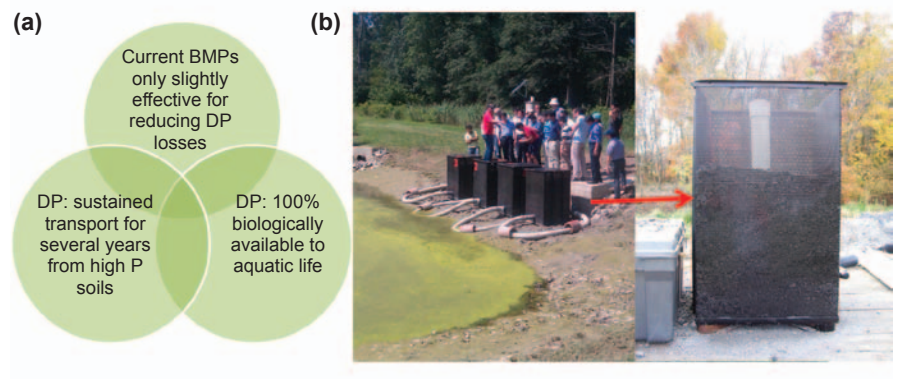 (a)
Current BMPs
only slightly
effective for
reducing DP
losses
DP: sustained
transport for
several years
from high P
soils
DP: 100%
biologically
available to
aquatic life
(b)